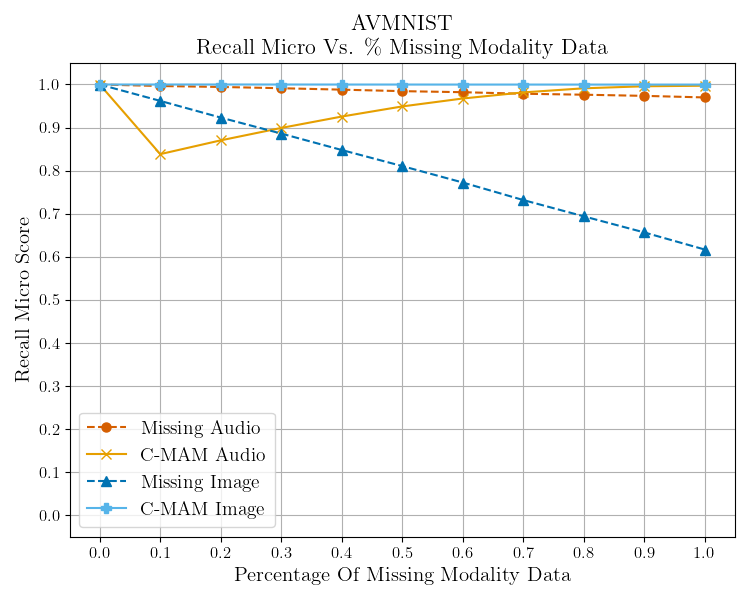 AVMNIST
Recall Micro Vs. % Missing Modality Data
Recall Micro Score
1.0
0.9
0.8
0.7
0.6
0.5
0.4
0.3
0.2
0.1
0.0
Missing Audio
C-MAM Audio
Missing Image
C-MAM Image
0.0 0.1 0.2 0.3 0.4 0.5 0.6 0.7 0.8 0.9 1.0
Percentage Of Missing Modality Data